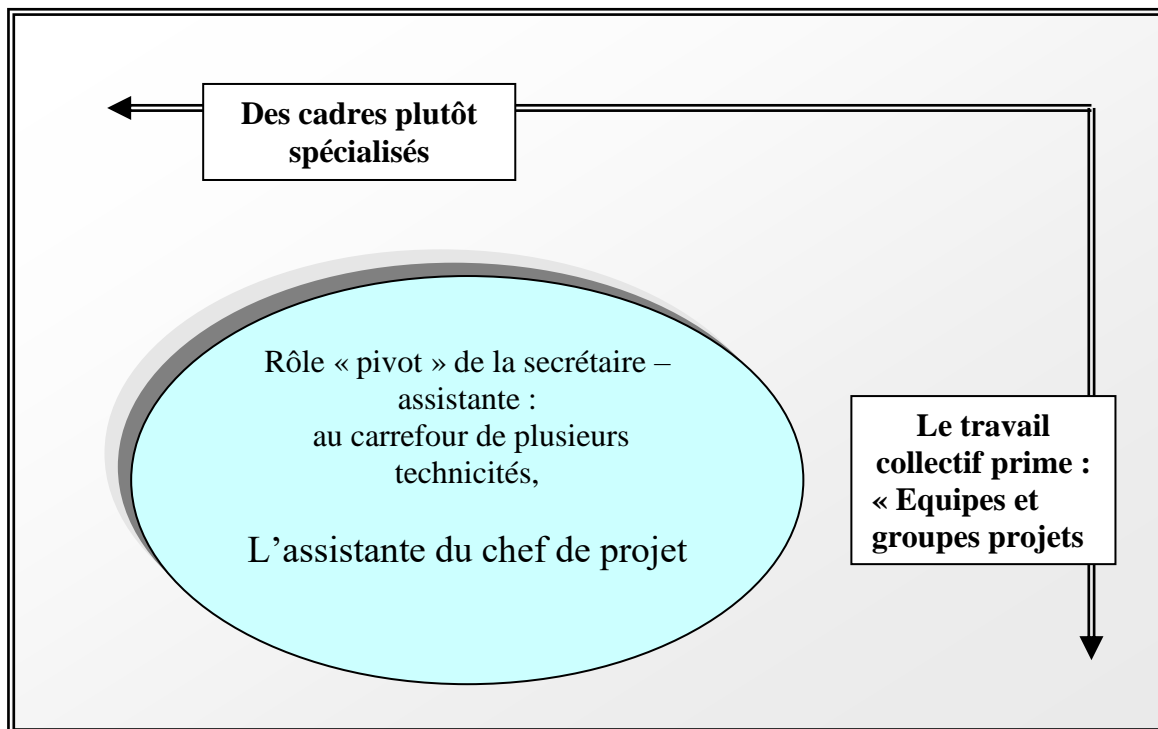 Des cadres plutôt
spécialisés
Rôle « pivot » de la secrétaire –
assistante :
au carrefour de plusieurs
technicités,
L’assistante du chef de projet
Le travail
collectif prime :
« Equipes et
groupes projets